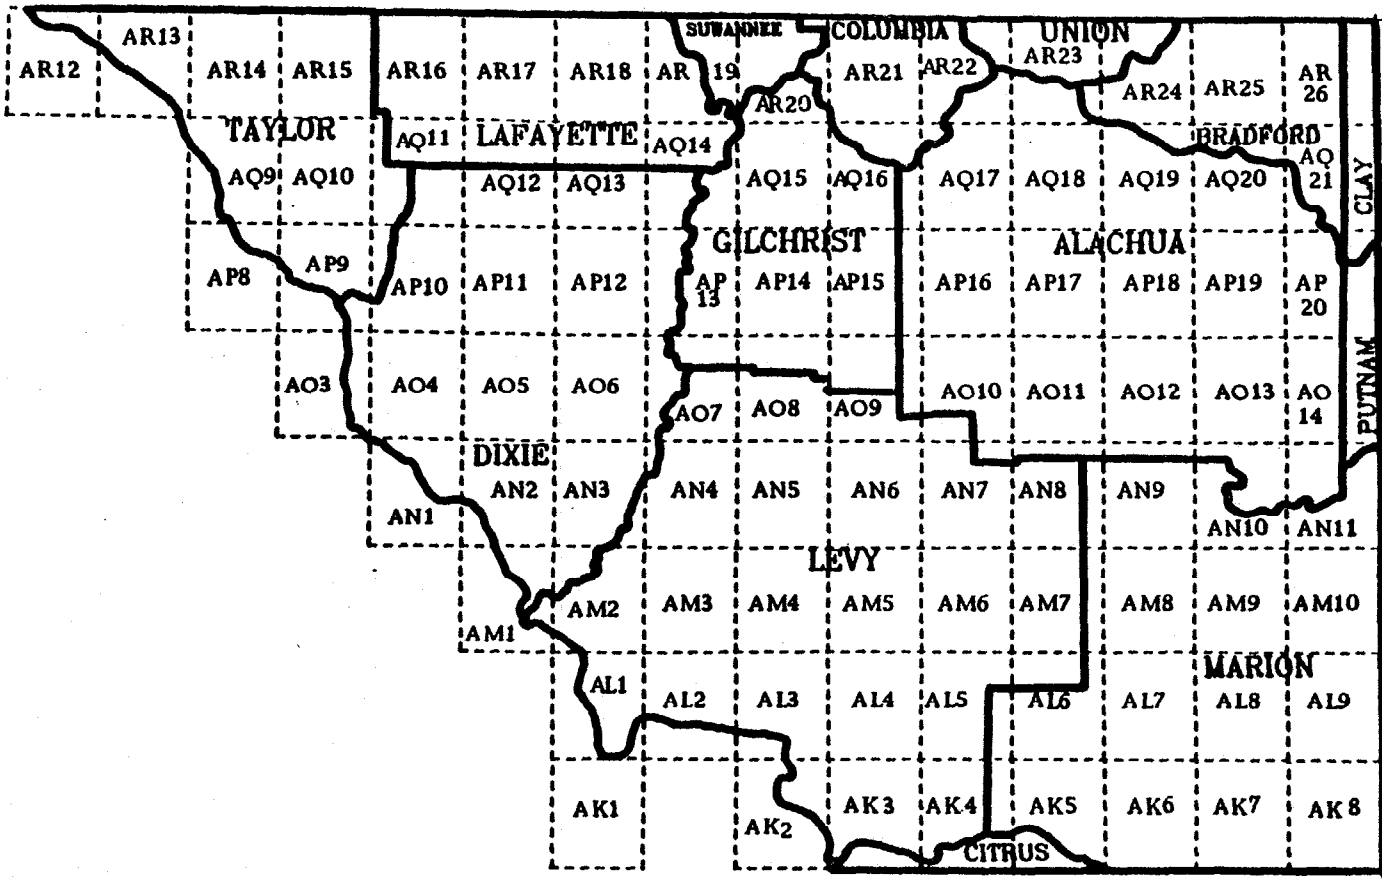 SUWANNEE COLUMBIA UNION
AR13
AR23
AR12 AR14 AR15 AR16 AR17 AR18 AR 19 AR21 AR22 AR
26
AR20 AR24 AR25
TAYLOR LAFAYETTE BRADFORD
AQ11 AQ14
AQ9 AQ10 AQ12 AQ13 AQ15 AQ16 AQ17 AQ18 AQ19 AQ20 AQ
21
CLAY
GILCHRIST ALACHUA
AP8 AP9 AP10 AP11 AP12 AP
13 AP14 AP15 AP16 AP17 AP18 AP19 AP
20
PUTNAM
AO3 AO4 AO5 AO6 AO7 AO8 AO9 AO10 AO11 AO12 AO13 AO
14
DIXIE
AN1 AN2 AN3 AN4 AN5 AN6 AN7 AN8 AN9 AN10 AN11
LEVY
AM1 AM2 AM3 AM4 AM5 AM6 AM7 AM8 AM9 AM10
MARION
AL1 AL2 AL3 AL4 AL5 AL6 AL7 AL8 AL9
AK1 AK2 AK3 AK4 AK5 AK6 AK7 AK8
CITRUS